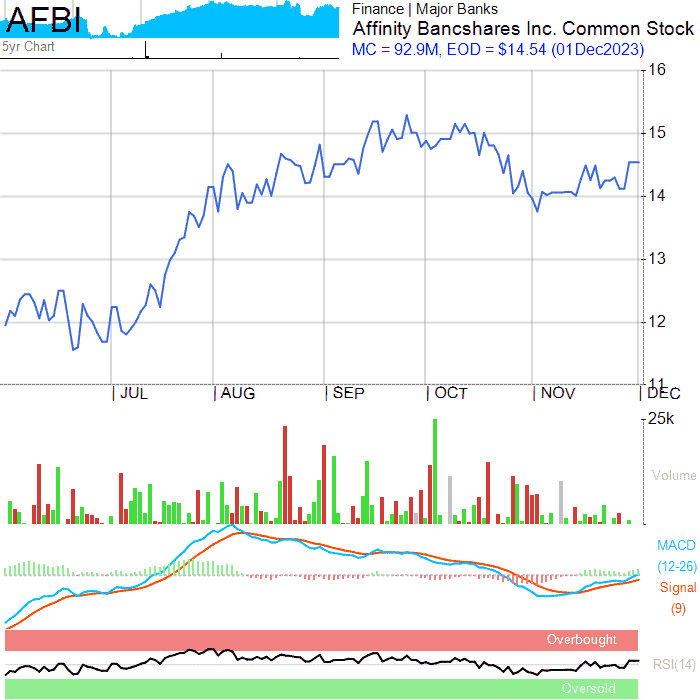 AFBI
5yr Chart
Finance | Major Banks
Affinity Bancshares Inc. Common Stock
MC = 92.9M, EOD = $14.54 (01Dec2023)
16
15
14
13
12
11
JUL AUG SEP OCT NOV DEC
25k
Volume
MACD
(12-26)
Signal
(9)
Overbought
RSI(14)
Oversold